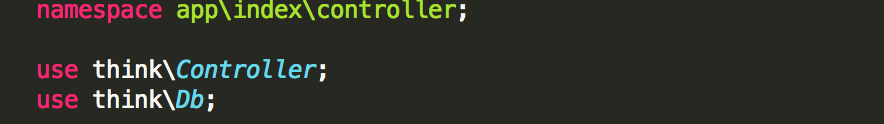 namespace app\index\controller;
use think\Controller;
use think\Db;